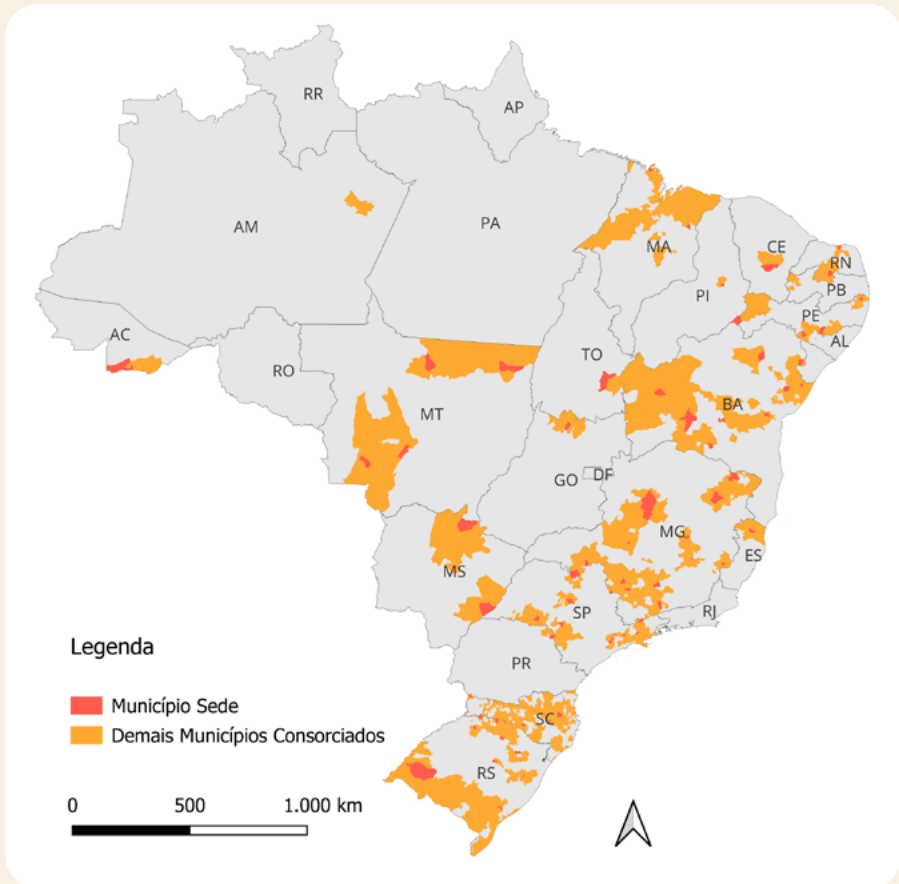 RR
AP
AM
PA
MA
CE
RN
PB
PI
PE
AL
AC
TO
RO
BA
MT
GO
DF
MG
ES
MS
SP
RJ
PR
SC
RS
Legenda
Município Sede
Demais Municípios Consorciados
0 500 1.000 km